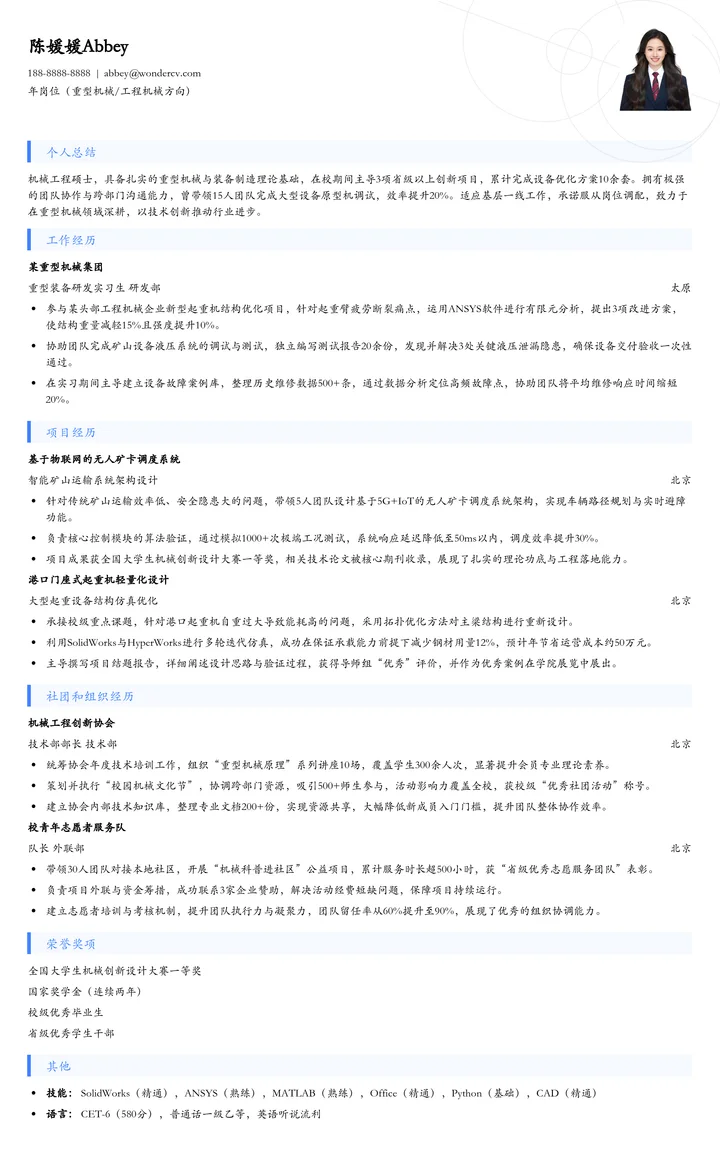 陈媛媛Abbey
188-8888-8888 | abbey@wondercv.com
年岗位（重型机械/工程机械方向）
个人总结
机械工程硕士，具备扎实的重型机械与装备制造理论基础，在校期间主导3项省级以上创新项目，累计完成设备优化方案10余套。拥有极强
的团队协作与跨部门沟通能力，曾带领15人团队完成大型设备原型机调试，效率提升20%。适应基层一线工作，承诺服从岗位调配，致力于
在重型机械领域深耕，以技术创新推动行业进步。
工作经历
某重型机械集团
重型装备研发实习生 研发部 太原
• 参与某头部工程机械企业新型起重机结构优化项目，针对起重臂疲劳断裂痛点，运用ANSYS软件进行有限元分析，提出3项改进方案，
使结构重量减轻15%且强度提升10%。
• 协助团队完成矿山设备液压系统的调试与测试，独立编写测试报告20余份，发现并解决3处关键液压泄漏隐患，确保设备交付验收一次性
通过。
• 在实习期间主导建立设备故障案例库，整理历史维修数据500+条，通过数据分析定位高频故障点，协助团队将平均维修响应时间缩短
20%。
项目经历
基于物联网的无人矿卡调度系统
智能矿山运输系统架构设计 北京
• 针对传统矿山运输效率低、安全隐患大的问题，带领5人团队设计基于5G+IoT的无人矿卡调度系统架构，实现车辆路径规划与实时避障
功能。
• 负责核心控制模块的算法验证，通过模拟1000+次极端工况测试，系统响应延迟降低至50ms以内，调度效率提升30%。
• 项目成果获全国大学生机械创新设计大赛一等奖，相关技术论文被核心期刊收录，展现了扎实的理论功底与工程落地能力。
港口门座式起重机轻量化设计
大型起重设备结构仿真优化 北京
• 承接校级重点课题，针对港口起重机自重过大导致能耗高的问题，采用拓扑优化方法对主梁结构进行重新设计。
• 利用SolidWorks与HyperWorks进行多轮迭代仿真，成功在保证承载能力前提下减少钢材用量12%，预计年节省运营成本约50万元。
• 主导撰写项目结题报告，详细阐述设计思路与验证过程，获得导师组“优秀”评价，并作为优秀案例在学院展览中展出。
社团和组织经历
机械工程创新协会
技术部部长 技术部 北京
• 统筹协会年度技术培训工作，组织“重型机械原理”系列讲座10场，覆盖学生300余人次，显著提升会员专业理论素养。
• 策划并执行“校园机械文化节”，协调跨部门资源，吸引500+师生参与，活动影响力覆盖全校，获校级“优秀社团活动”称号。
• 建立协会内部技术知识库，整理专业文档200+份，实现资源共享，大幅降低新成员入门门槛，提升团队整体协作效率。
校青年志愿者服务队
队长 外联部 北京
• 带领30人团队对接本地社区，开展“机械科普进社区”公益项目，累计服务时长超500小时，获“省级优秀志愿服务团队”表彰。
• 负责项目外联与资金筹措，成功联系3家企业赞助，解决活动经费短缺问题，保障项目持续运行。
• 建立志愿者培训与考核机制，提升团队执行力与凝聚力，团队留任率从60%提升至90%，展现了优秀的组织协调能力。
荣誉奖项
全国大学生机械创新设计大赛一等奖
国家奖学金（连续两年）
校级优秀毕业生
省级优秀学生干部
其他
• 技能： SolidWorks（精通），ANSYS（熟练），MATLAB（熟练），Office（精通），Python（基础），CAD（精通）
• 语言： CET-6（580分），普通话一级乙等，英语听说流利